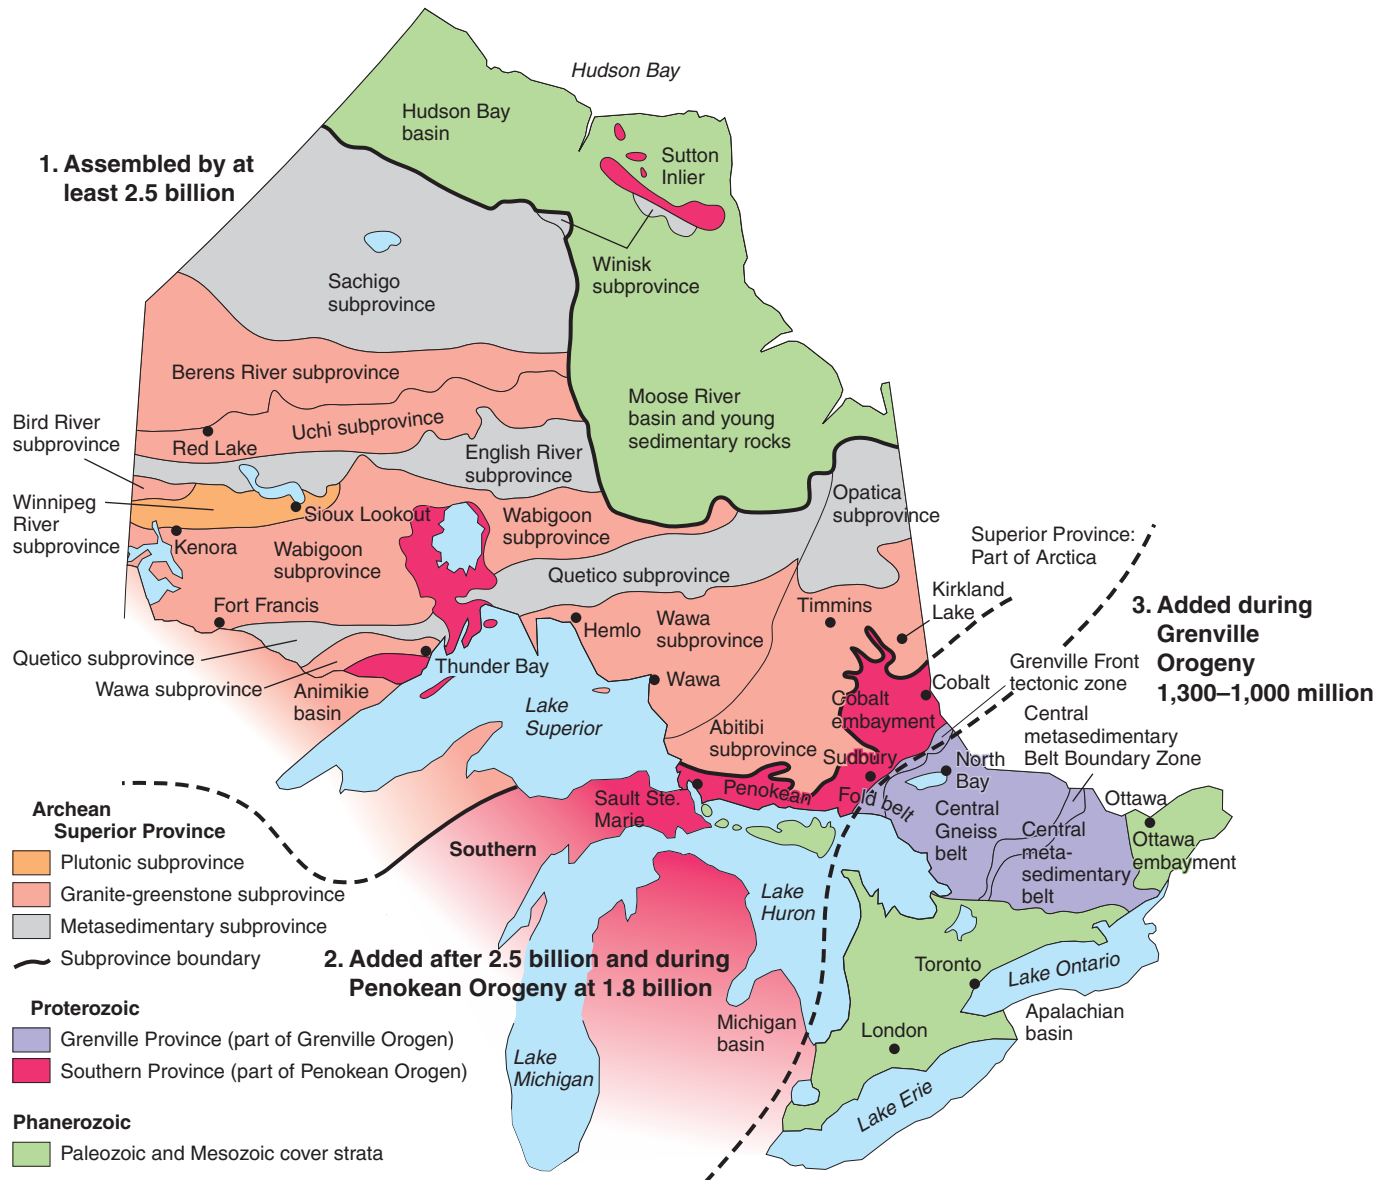 Hudson Bay
Hudson Bay
basin
1. Assembled by at
least 2.5 billion
Sutton
Inlier
Winisk
subprovince
Sachigo
subprovince
Berens River subprovince
Moose River
basin and young
sedimentary rocks
Bird River
subprovince
Uchi subprovince
Red Lake
English River
subprovince
Winnipeg
River
subprovince
Opatica
subprovince
Sioux Lookout
Wabigoon
subprovince
Kenora
Wabigoon
subprovince
Superior Province:
Part of Arctica
Quetico subprovince
Kirkland
Lake
3. Added during
Grenville
Orogeny
1,300–1,000 million
Fort Francis
Timmins
Hemlo
Wawa
subprovince
Quetico subprovince
Thunder Bay
Grenville Front
tectonic zone
Wawa subprovince
Wawa
Cobalt
Animikie
basin
Cobalt
embayment
Lake
Superior
Central
metasedimentary
Belt Boundary Zone
Abitibi
subprovince
Sudbury
North
Bay
Penokean
Fold belt
Sault Ste.
Marie
Ottawa
Central
Gneiss
belt
Central
meta-
sedimentary
belt
Ottawa
embayment
Southern
Archean
Superior Province
Plutonic subprovince
Granite-greenstone subprovince
Metasedimentary subprovince
Subprovince boundary
Lake
Huron
2. Added after 2.5 billion and during
Penokean Orogeny at 1.8 billion
Toronto
Lake Ontario
Proterozoic
Grenville Province (part of Grenville Orogen)
Southern Province (part of Penokean Orogen)
Michigan
basin
London
Apalachian
basin
Lake
Michigan
Lake Erie
Phanerozoic
Paleozoic and Mesozoic cover strata